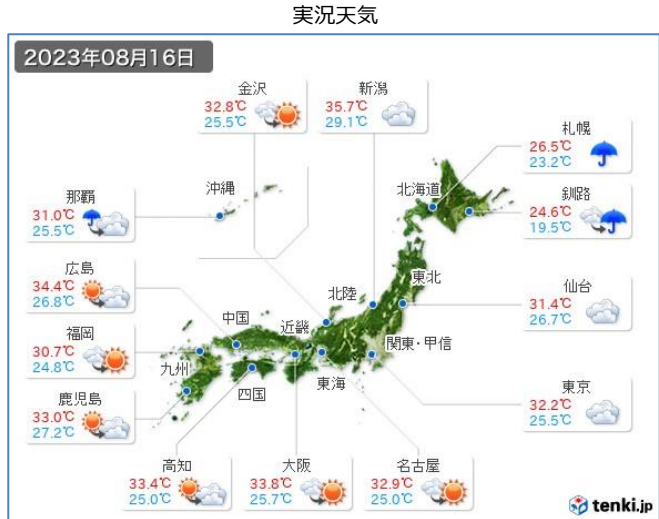 実況天気
2023年08月16日
金沢
32.8℃
25.5℃
新潟
35.7℃
29.1℃
札幌
26.5℃
23.2℃
那覇
31.0℃
25.5℃
沖縄
北海道
釧路
24.6℃
19.5℃
広島
34.4℃
26.8℃
東北
仙台
31.4℃
26.7℃
北陸
中国
近畿
福岡
30.7℃
24.8℃
関東・甲信
九州
四国
東海
鹿児島
33.0℃
27.2℃
東京
32.2℃
25.5℃
高知
33.4℃
25.0℃
大阪
33.8℃
25.7℃
名古屋
32.9℃
25.0℃
tenki.jp